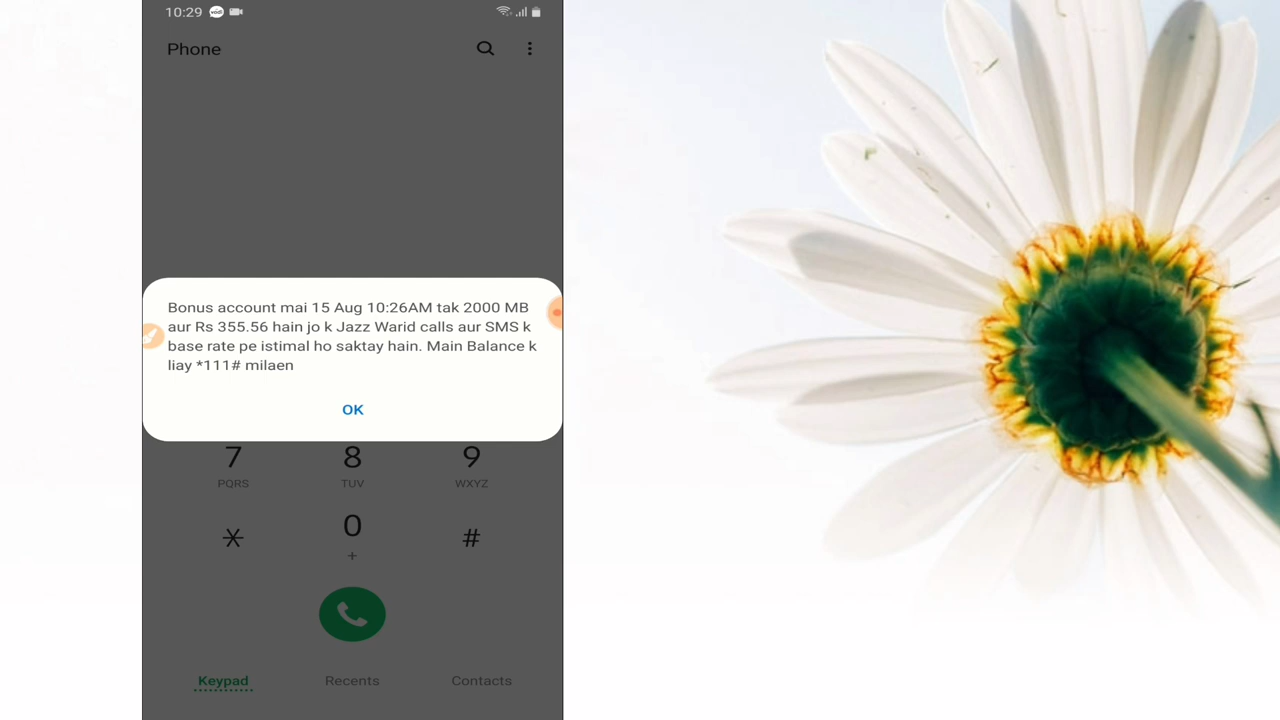 10:29
Phone
Bonus account mai 15 Aug 10:26AM tak 2000 MB
aur Rs 355.56 hain jo k Jazz Warid calls aur SMS k
base rate pe istimal ho saktay hain. Main Balance k
liay *111# milaen
OK
7 8 9
PQRS TUV WXYZ
* 0 #
+
Keypad Recents Contacts